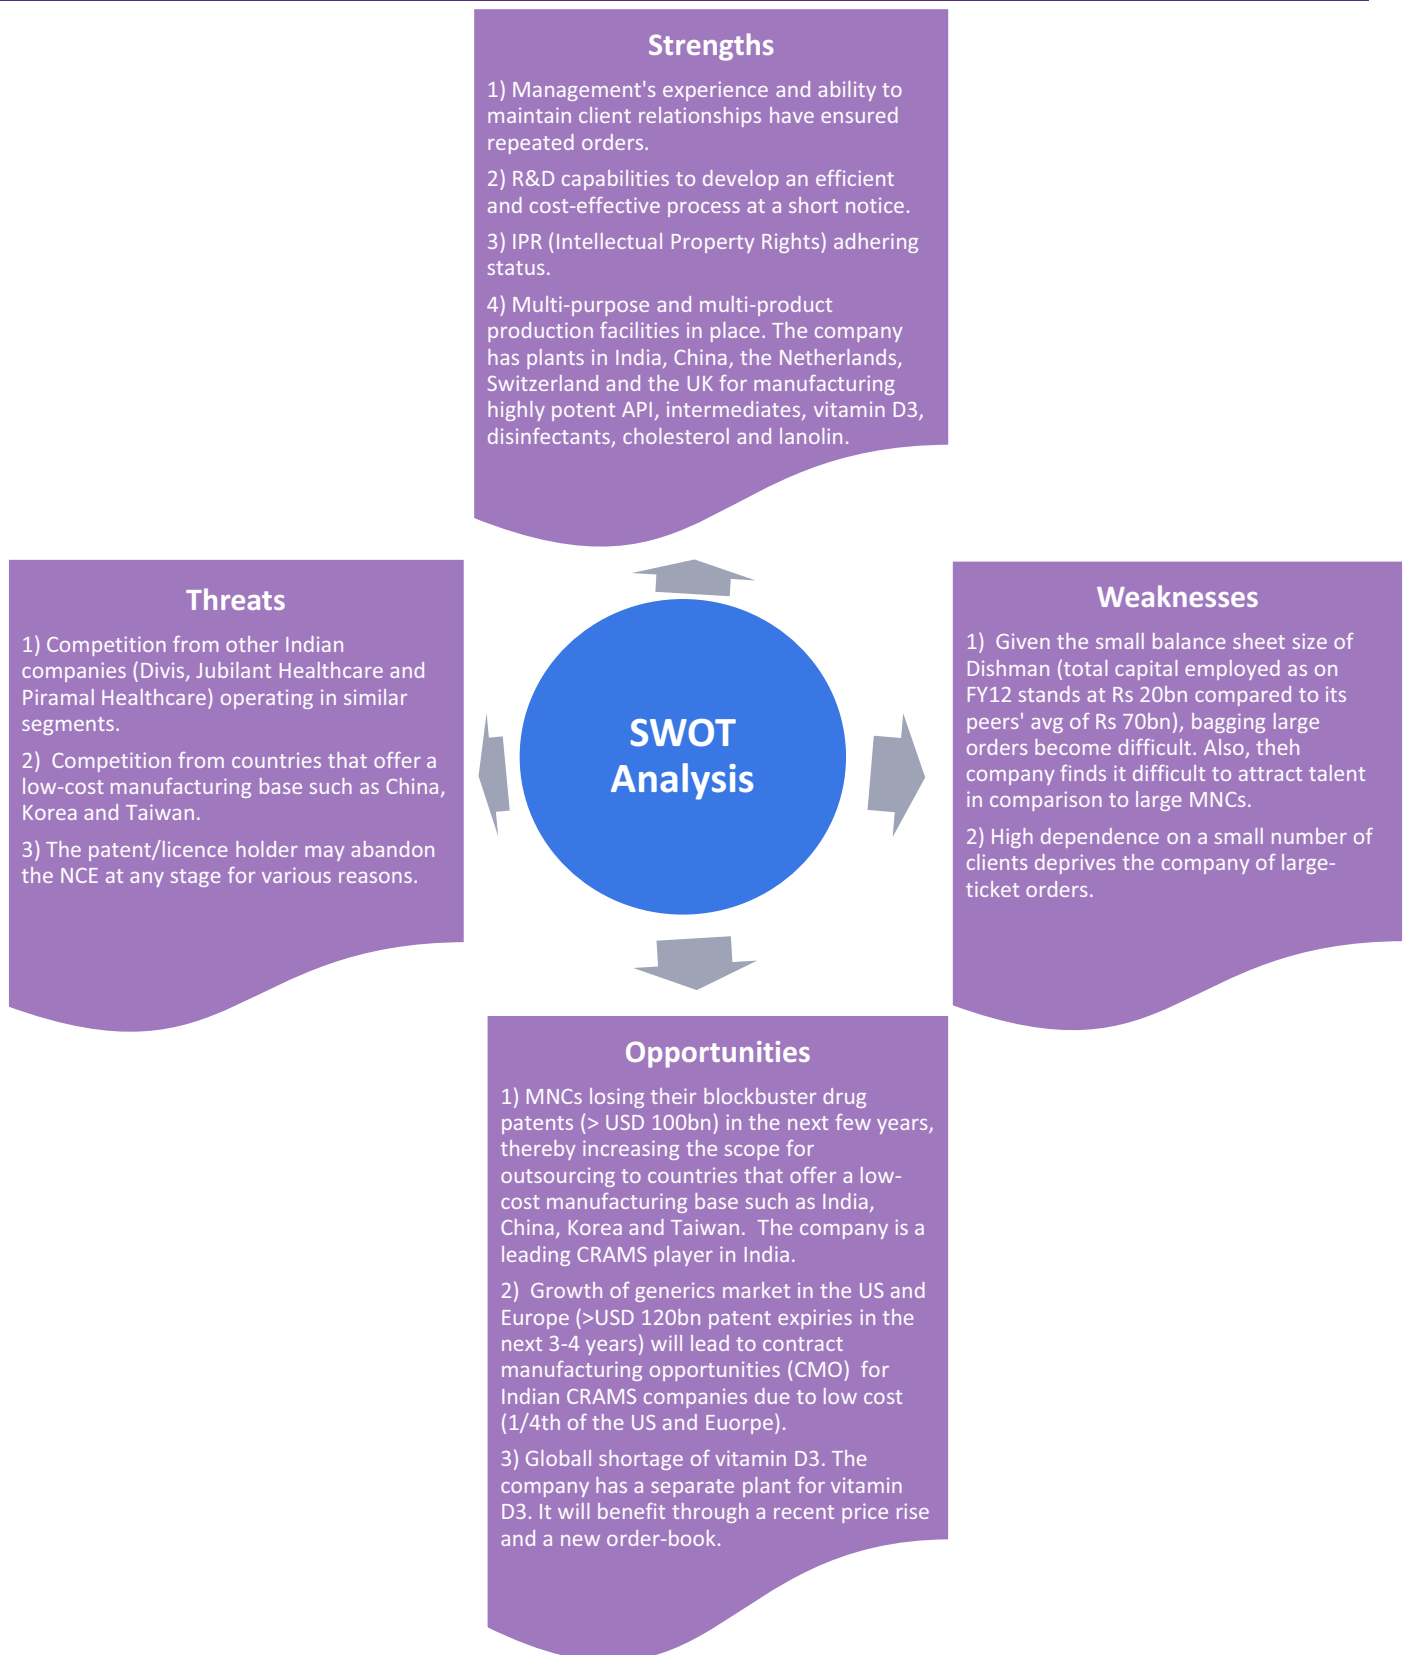 Strengths
1) Management's experience and ability to
maintain client relationships have ensured
repeated orders.
2) R&D capabilities to develop an efficient
and cost-effective process at a short notice.
3) IPR (Intellectual Property Rights) adhering
status.
4) Multi-purpose and multi-product
production facilities in place. The company
has plants in India, China, the Netherlands,
Switzerland and the UK for manufacturing
highly potent API, intermediates, vitamin D3,
disinfectants, cholesterol and lanolin.
Threats
1) Competition from other Indian
companies (Divis, Jubilant Healthcare and
Piramal Healthcare) operating in similar
segments.
2)  Competition from countries that offer a
low-cost manufacturing base such as China,
Korea and Taiwan.
3) The patent/licence holder may abandon
the NCE at any stage for various reasons.
SWOT
Analysis
Weaknesses
1)  Given the small balance sheet size of
Dishman (total capital employed as on
FY12 stands at Rs 20bn compared to its
peers' avg of Rs 70bn), bagging large
orders become difficult. Also, theh
company finds it difficult to attract talent
in comparison to large MNCs.
2) High dependence on a small number of
clients deprives the company of large-
ticket orders.
Opportunities
1) MNCs losing their blockbuster drug
patents (> USD 100bn) in the next few years,
thereby increasing the scope for
outsourcing to countries that offer a low-
cost manufacturing base such as India,
China, Korea and Taiwan.  The company is a
leading CRAMS player in India.
2)  Growth of generics market in the US and
Europe (>USD 120bn patent expiries in the
next 3-4 years) will lead to contract
manufacturing opportunities (CMO)  for
Indian CRAMS companies due to low cost
(1/4th of the US and Euorpe).
3) Globall shortage of vitamin D3. The
company has a separate plant for vitamin
D3. It will benefit through a recent price rise
and a new order-book.